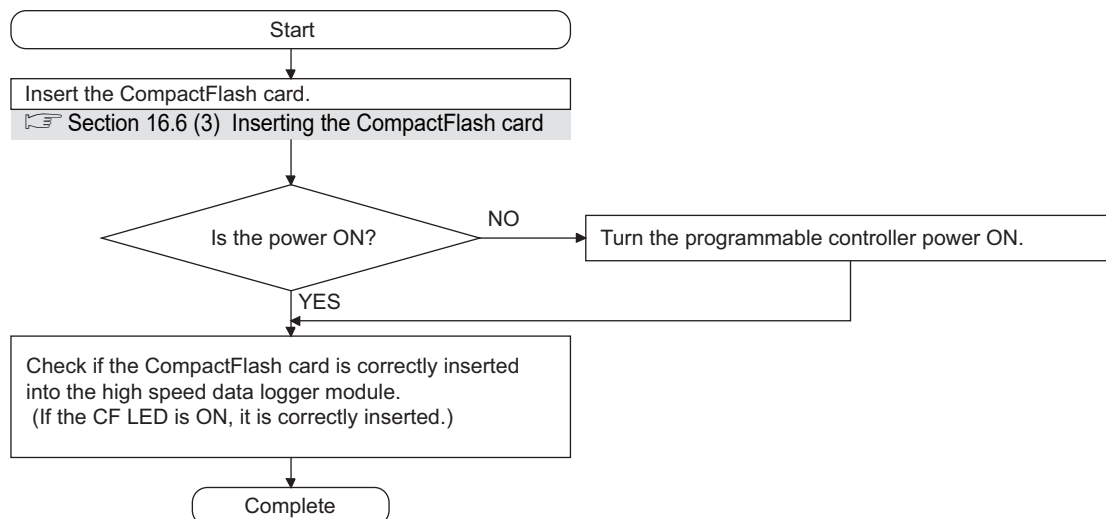 Start
Insert the CompactFlash card.
☞ Section 16.6 (3) Inserting the CompactFlash card
Is the power ON?
NO
Turn the programmable controller power ON.
YES
Check if the CompactFlash card is correctly inserted
into the high speed data logger module.
(If the CF LED is ON, it is correctly inserted.)
Complete